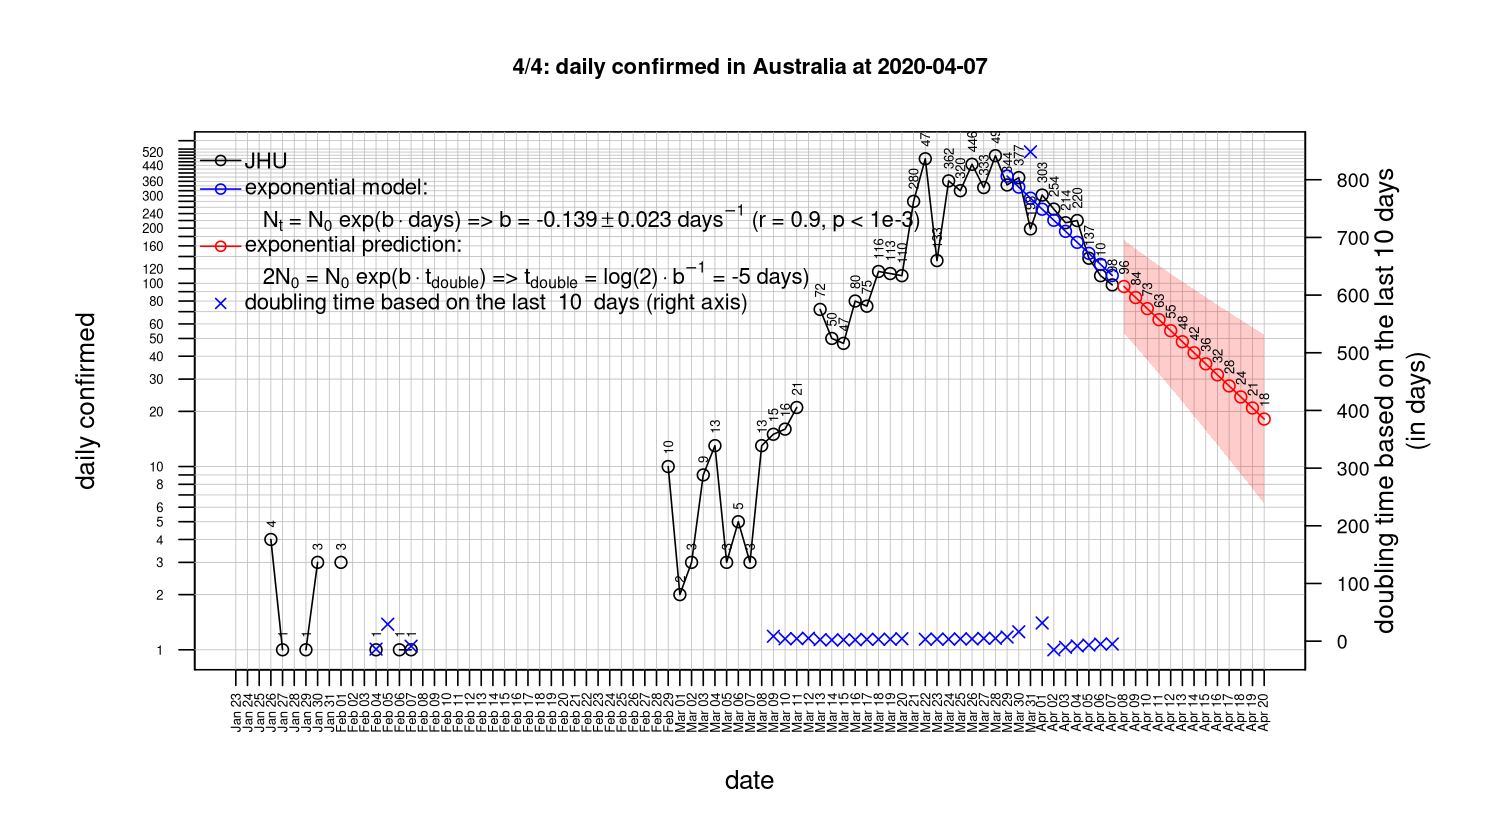 4/4: daily confirmed in Australia at 2020-04-07
JHU
exponential model:
Nt = N0 exp(b · days) => b = -0.139±0.023 days−1 (r = 0.9, p < 1e-3)
exponential prediction:
2N0 = N0 exp(b · tdouble) => tdouble = log(2) · b−1 = -5 days)
doubling time based on the last 10 days (right axis)
daily confirmed
520
440
360
300
240
200
160
120
100
80
60
50
40
30
20
10
8
6
5
4
3
2
1
4 1 1 3 3 1 1 1
10 2 3 9 13 3 5 3 13 15 16 21
72 50 47 80 75 116 113 110 280 47 133 362 320 446 333 49 344 377 303 254 214 220 137 98
96 84 73 63 55 48 42 36 32 28 24 21 18
800
700
600
500
400
300
200
100
0
doubling time based on the last 10 days
(in days)
Jan 23 Jan 24 Jan 25 Jan 26 Jan 27 Jan 28 Jan 29 Jan 30 Jan 31 Feb 01 Feb 02 Feb 03 Feb 04 Feb 05 Feb 06 Feb 07 Feb 08 Feb 09 Feb 10 Feb 11 Feb 12 Feb 13 Feb 14 Feb 15 Feb 16 Feb 17 Feb 18 Feb 19 Feb 20 Feb 21 Feb 22 Feb 23 Feb 24 Feb 25 Feb 26 Feb 27 Feb 28 Feb 29 Mar 01 Mar 02 Mar 03 Mar 04 Mar 05 Mar 06 Mar 07 Mar 08 Mar 09 Mar 10 Mar 11 Mar 12 Mar 13 Mar 14 Mar 15 Mar 16 Mar 17 Mar 18 Mar 19 Mar 20 Mar 21 Mar 22 Mar 23 Mar 24 Mar 25 Mar 26 Mar 27 Mar 28 Mar 29 Mar 30 Mar 31 Apr 01 Apr 02 Apr 03 Apr 04 Apr 05 Apr 06 Apr 07 Apr 08 Apr 09 Apr 10 Apr 11 Apr 12 Apr 13 Apr 14 Apr 15 Apr 16 Apr 17 Apr 18 Apr 19 Apr 20
date